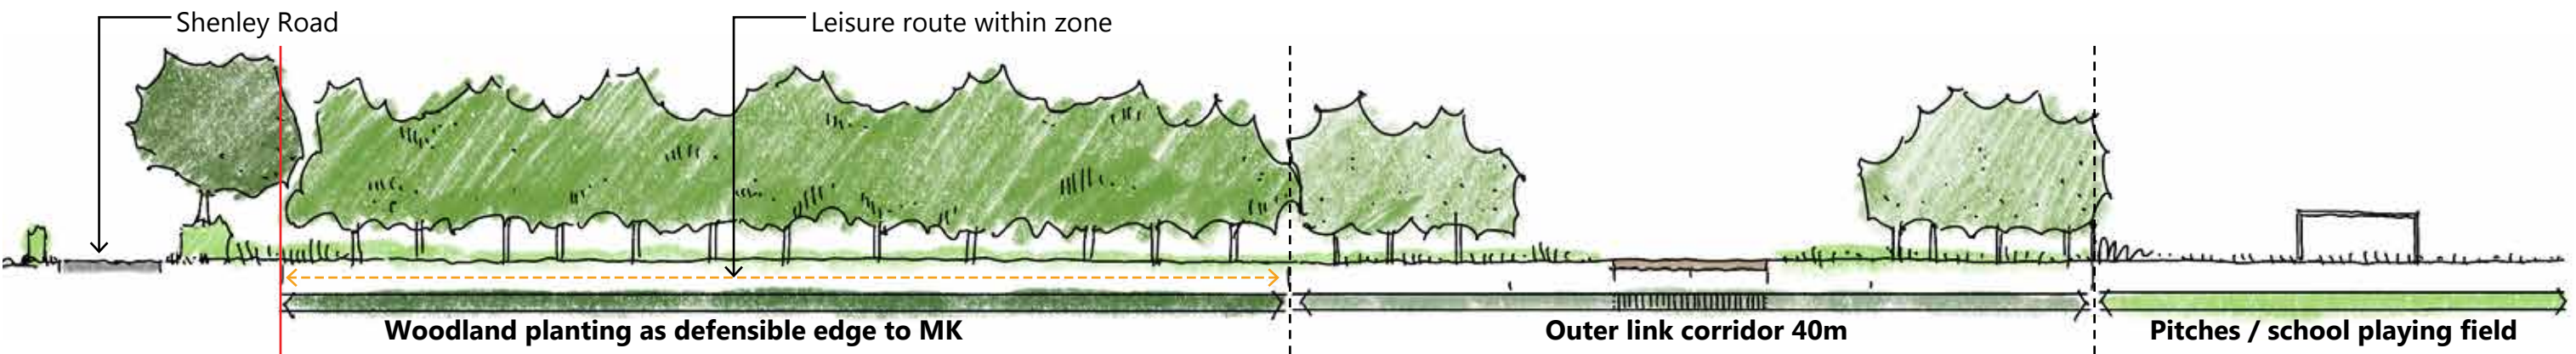 Shenley Road
Leisure route within zone
Woodland planting as defensible edge to MK
Outer link corridor 40m
Pitches / school playing field